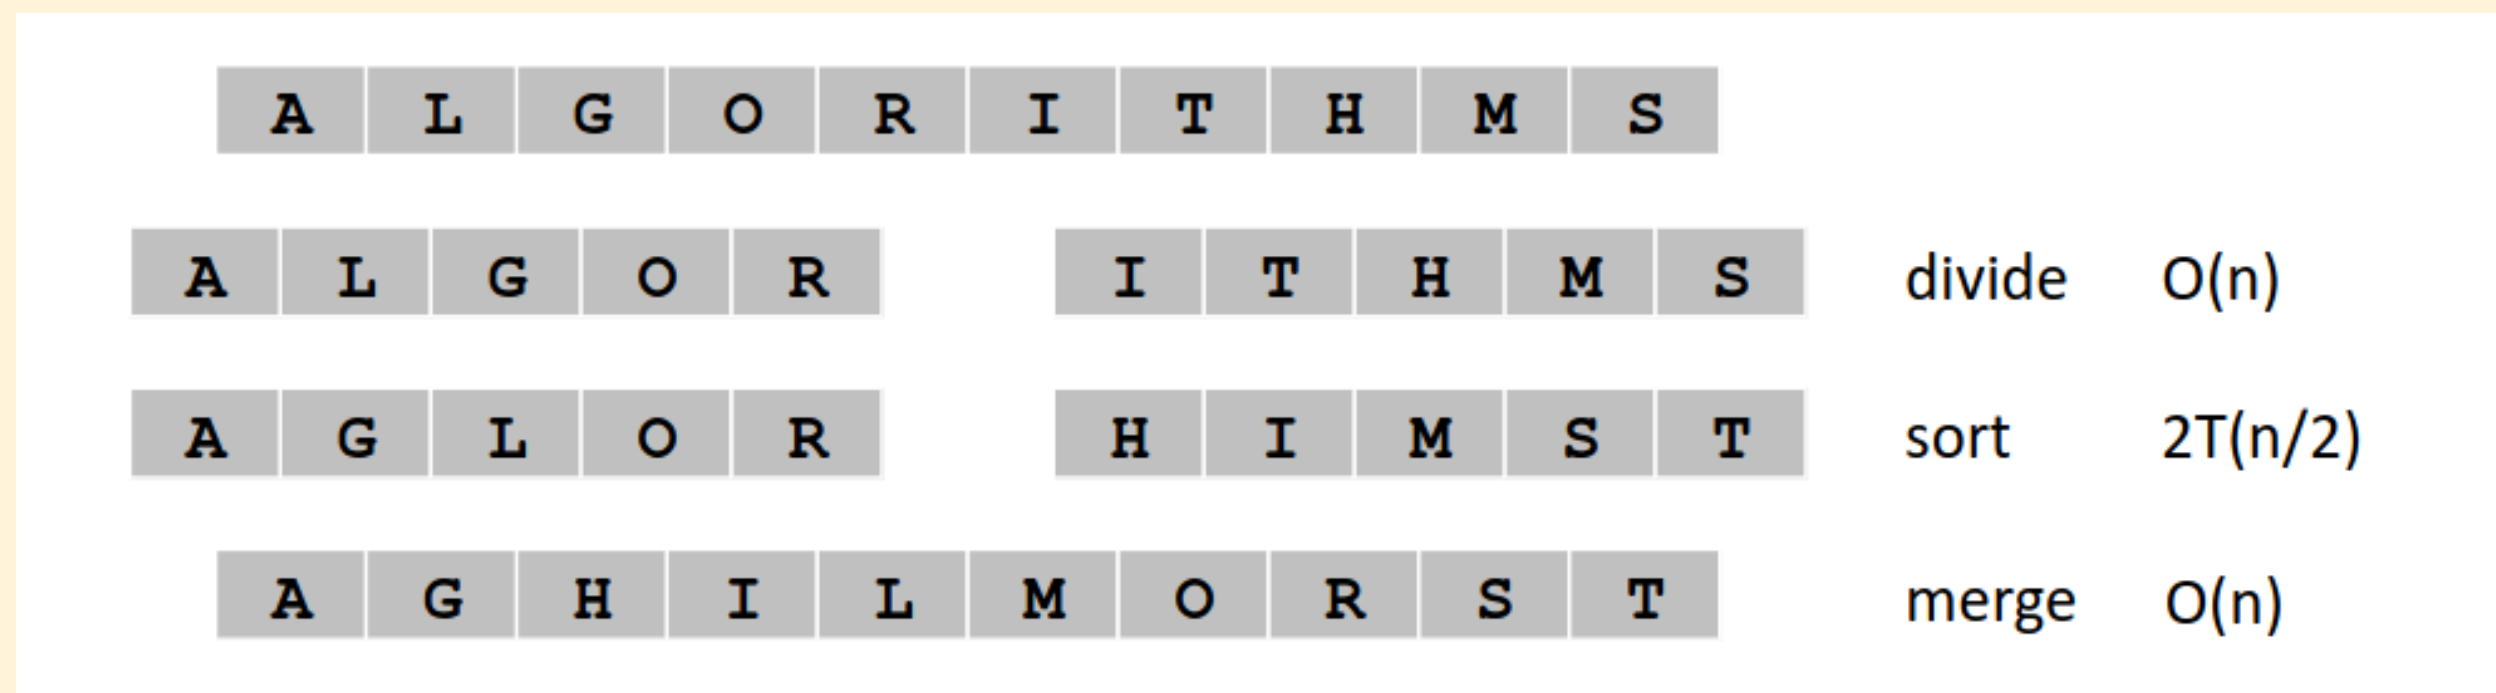 A L G O R I T H M S
A L G O R I T H M S divide O(n)
A G L O R H I M S T sort 2T(n/2)
A G H I L M O R S T merge O(n)